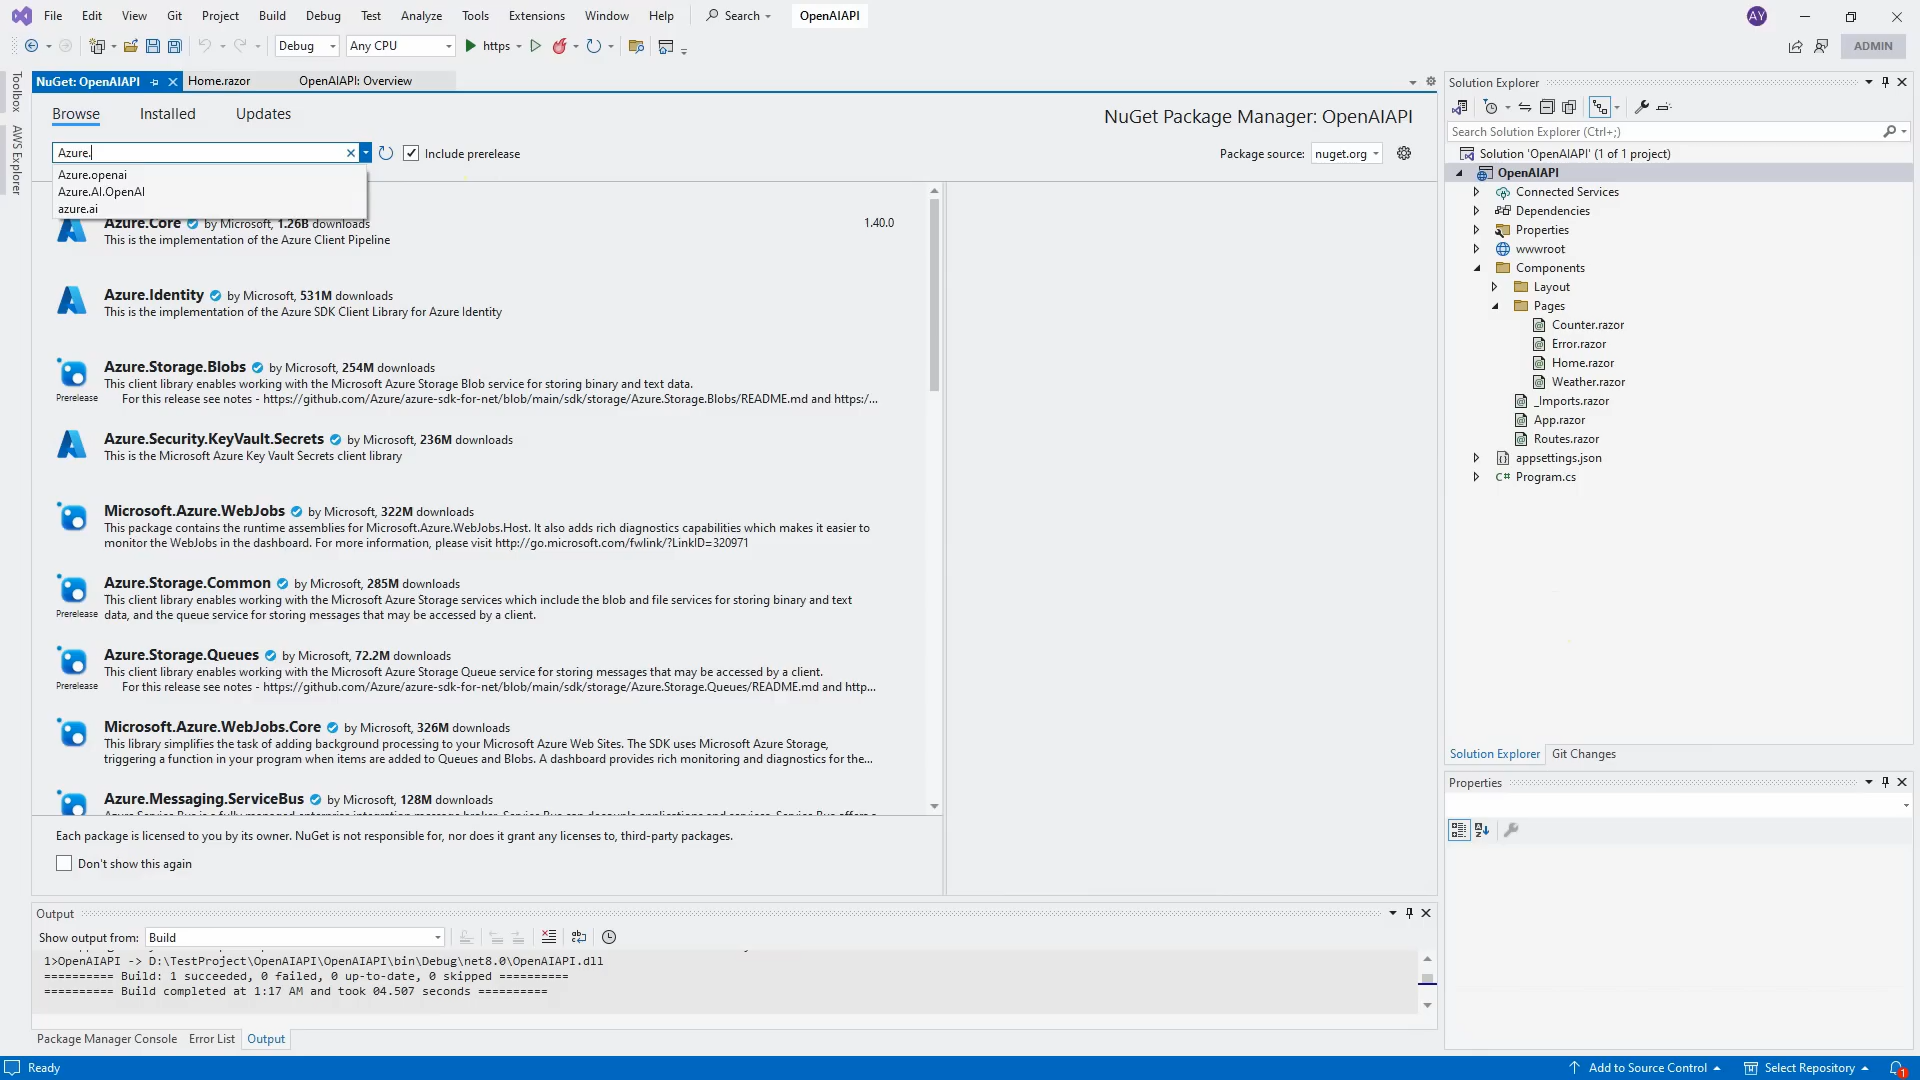 File Edit View Git Project Build Debug Test Analyze Tools Extensions Window Help Search OpenAIAPI AY
Debug Any CPU https ADMIN
Toolbox
AWS Explorer
NuGet: OpenAIAPI Home.razor OpenAIAPI: Overview
Browse Installed Updates
NuGet Package Manager: OpenAIAPI
Azure.
Include prerelease
Package source: nuget.org
Azure.openai
Azure.AI.OpenAI
azure.ai
Azure.Core by Microsoft, 1.26B downloads 1.40.0
This is the implementation of the Azure Client Pipeline
Azure.Identity by Microsoft, 531M downloads
This is the implementation of the Azure SDK Client Library for Azure Identity
Azure.Storage.Blobs by Microsoft, 254M downloads
This client library enables working with the Microsoft Azure Storage Blob service for storing binary and text data.
Prerelease For this release see notes - https://github.com/Azure/azure-sdk-for-net/blob/main/sdk/storage/Azure.Storage.Blobs/README.md and https:/...
Azure.Security.KeyVault.Secrets by Microsoft, 236M downloads
This is the Microsoft Azure Key Vault Secrets client library
Microsoft.Azure.WebJobs by Microsoft, 322M downloads
This package contains the runtime assemblies for Microsoft.Azure.WebJobs.Host. It also adds rich diagnostics capabilities which makes it easier to
monitor the WebJobs in the dashboard. For more information, please visit http://go.microsoft.com/fwlink/?LinkID=320971
Azure.Storage.Common by Microsoft, 285M downloads
This client library enables working with the Microsoft Azure Storage services which include the blob and file services for storing binary and text
Prerelease data, and the queue service for storing messages that may be accessed by a client.
Azure.Storage.Queues by Microsoft, 72.2M downloads
This client library enables working with the Microsoft Azure Storage Queue service for storing messages that may be accessed by a client.
Prerelease For this release see notes - https://github.com/Azure/azure-sdk-for-net/blob/main/sdk/storage/Azure.Storage.Queues/README.md and http...
Microsoft.Azure.WebJobs.Core by Microsoft, 326M downloads
This library simplifies the task of adding background processing to your Microsoft Azure Web Sites. The SDK uses Microsoft Azure Storage,
triggering a function in your program when items are added to Queues and Blobs. A dashboard provides rich monitoring and diagnostics for the...
Azure.Messaging.ServiceBus by Microsoft, 128M downloads
Each package is licensed to you by its owner. NuGet is not responsible for, nor does it grant any licenses to, third-party packages.
Don't show this again
Output
Show output from: Build
1>OpenAIAPI -> D:\TestProject\OpenAIAPI\OpenAIAPI\bin\Debug\net8.0\OpenAIAPI.dll
========== Build: 1 succeeded, 0 failed, 0 up-to-date, 0 skipped ==========
========== Build completed at 1:17 AM and took 04.507 seconds ==========
Package Manager Console Error List Output
Solution Explorer
Search Solution Explorer (Ctrl+;)
Solution 'OpenAIAPI' (1 of 1 project)
OpenAIAPI
Connected Services
Dependencies
Properties
wwwroot
Components
Layout
Pages
Counter.razor
Error.razor
Home.razor
Weather.razor
_Imports.razor
App.razor
Routes.razor
appsettings.json
C# Program.cs
Solution Explorer Git Changes
Properties
Ready
Add to Source Control Select Repository 1